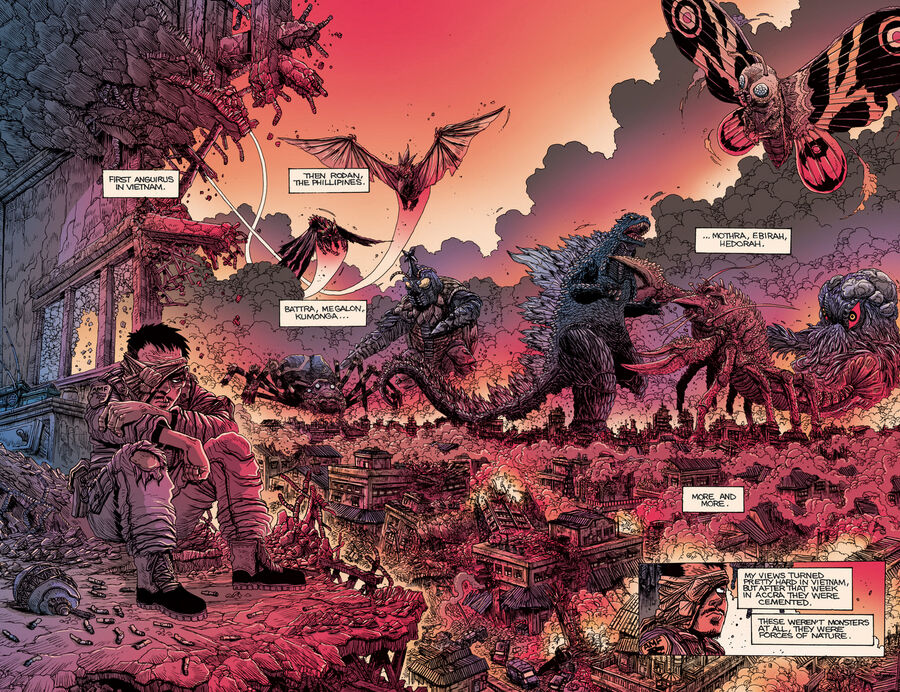 FIRST ANGUIRUS
IN VIETNAM.
THEN RODAN,
THE PHILLIPINES.
BATTRA, MEGALON,
KUMONGA...
... MOTHRA, EBIRAH,
HEDORAH.
MORE AND
MORE.
MY VIEWS TURNED
PRETTY HARD IN VIETNAM,
BUT AFTER THAT WEEK
IN ACCRA THEY WERE
CEMENTED.
THESE WEREN'T MONSTERS
AT ALL, THEY WERE
FORCES OF NATURE.